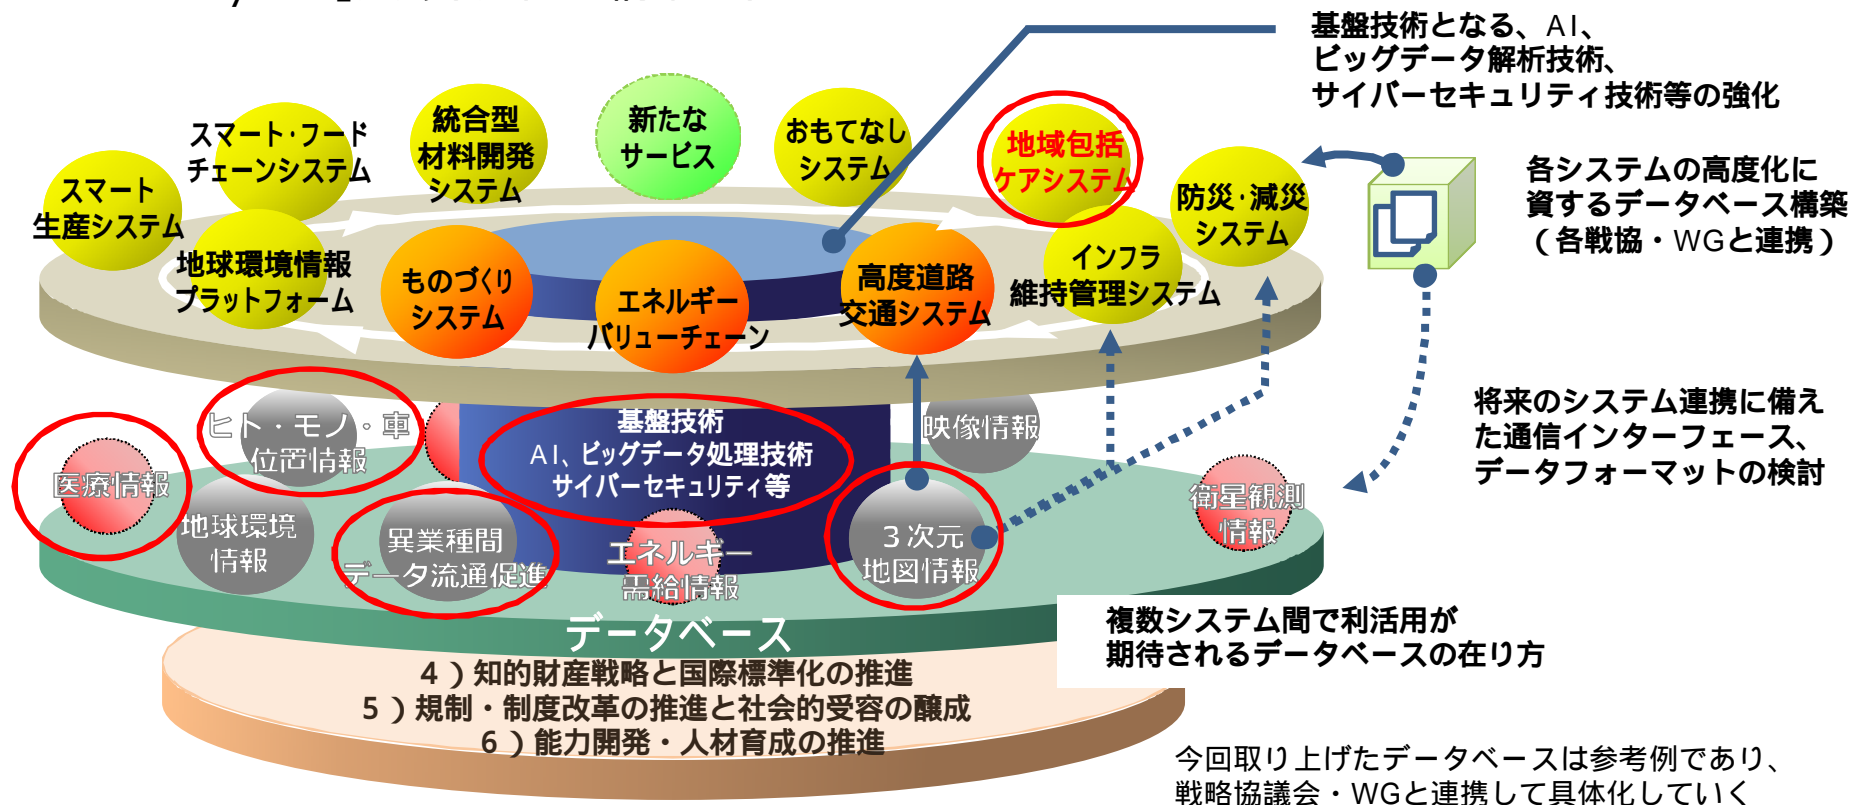 基盤技術となる、AI、
ビッグデータ解析技術、
サイバーセキュリティ技術等の強化
スマート・フード
チェーンシステム
統合型
材料開発
システム
新たな
サービス
おもてなし
システム
地域包括
ケアシステム
スマート
生産システム
防災・減災
システム
各システムの高度化に
資するデータベース構築
（各戦協・WGと連携）
地球環境情報
プラットフォーム
ものづくり
システム
エネルギー
バリューチェーン
高度道路
交通システム
インフラ
維持管理システム
将来のシステム連携に備え
た通信インターフェース、
データフォーマットの検討
ヒト・モノ・車
位置情報
基盤技術
AI、ビッグデータ処理技術
サイバーセキュリティ等
映像情報
医療情報
地球環境
情報
異業種間
データ流通促進
エネルギー
需給情報
３次元
地図情報
衛星観測
情報
データベース
複数システム間で利活用が
期待されるデータベースの在り方
４）知的財産戦略と国際標準化の推進
５）規制・制度改革の推進と社会的受容の醸成
６）能力開発・人材育成の推進
今回取り上げたデータベースは参考例であり、
戦略協議会・WGと連携して具体化していく